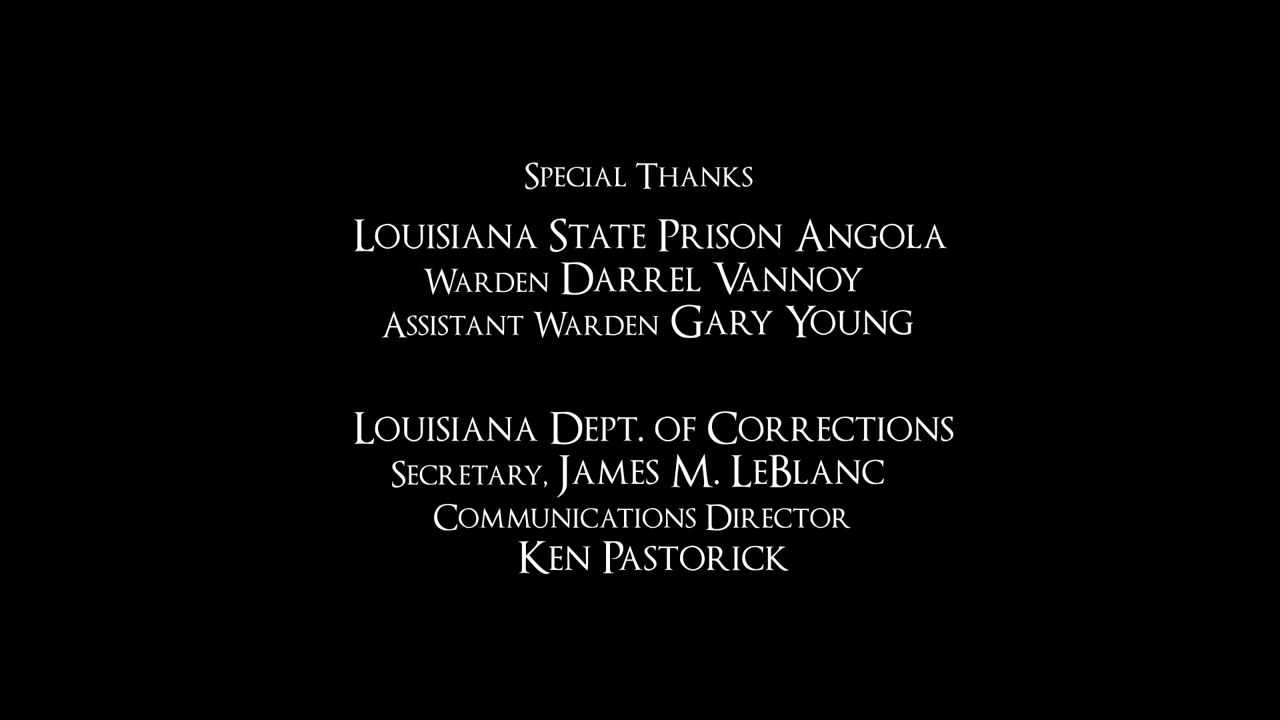 Special Thanks
Louisiana State Prison Angola
Warden Darrel Vannoy
Assistant Warden Gary Young
Louisiana Dept. of Corrections
Secretary, James M. LeBlanc
Communications Director
Ken Pastorick